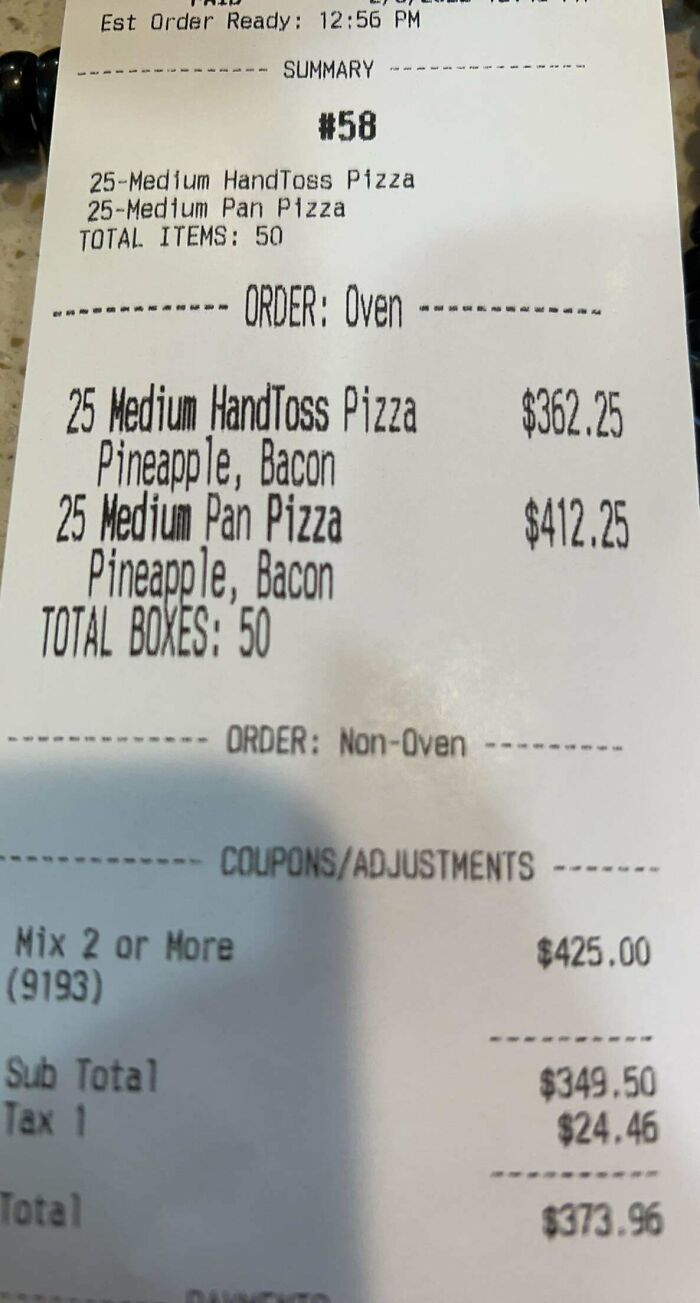 Est Order Ready: 12:56 PM
--------------- SUMMARY ---------------
#58
25-Medium HandToss Pizza
25-Medium Pan Pizza
TOTAL ITEMS: 50
------------- ORDER: Oven -------------
25 Medium HandToss Pizza $362.25
Pineapple, Bacon
25 Medium Pan Pizza $412.25
Pineapple, Bacon
TOTAL BOXES: 50
------------- ORDER: Non-Oven ---------
------------- COUPONS/ADJUSTMENTS -------
Mix 2 or More $425.00
(9193)
----------
Sub Total $349.50
Tax 1 $24.46
-----------
Total $373.96